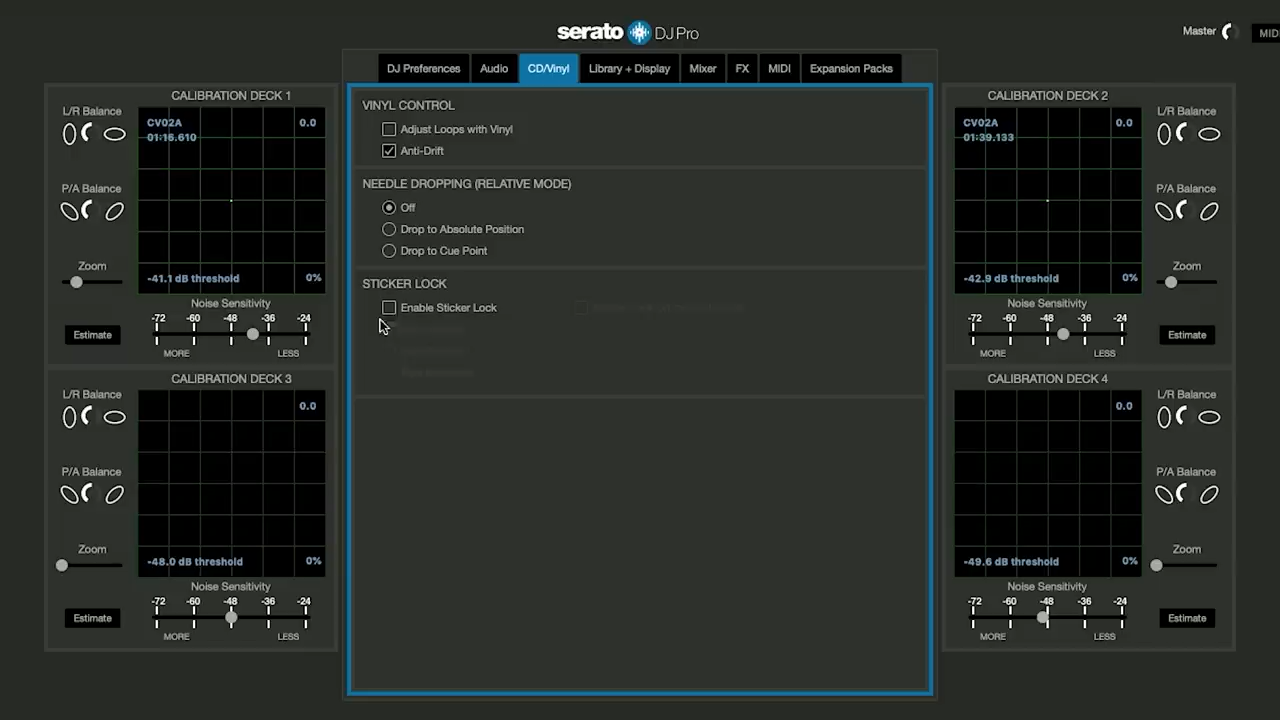 serato DJ Pro
Master
MID
DJ Preferences Audio CD/Vinyl Library + Display Mixer FX MIDI Expansion Packs
CALIBRATION DECK 1
L/R Balance
CV02A 0.0
01:15.610
P/A Balance
Zoom
-41.1 dB threshold 0%
Noise Sensitivity
-72 -60 -48 -36 -24
Estimate
MORE LESS
CALIBRATION DECK 3
L/R Balance
0.0
P/A Balance
Zoom
-48.0 dB threshold 0%
Noise Sensitivity
-72 -60 -48 -36 -24
Estimate
MORE LESS
VINYL CONTROL
Adjust Loops with Vinyl
Anti-Drift
NEEDLE DROPPING (RELATIVE MODE)
Off
Drop to Absolute Position
Drop to Cue Point
STICKER LOCK
Enable Sticker Lock
CALIBRATION DECK 2
L/R Balance
CV02A 0.0
01:39.133
P/A Balance
Zoom
-42.9 dB threshold 0%
Noise Sensitivity
-72 -60 -48 -36 -24
Estimate
MORE LESS
CALIBRATION DECK 4
L/R Balance
0.0
P/A Balance
Zoom
-49.6 dB threshold 0%
Noise Sensitivity
-72 -60 -48 -36 -24
Estimate
MORE LESS